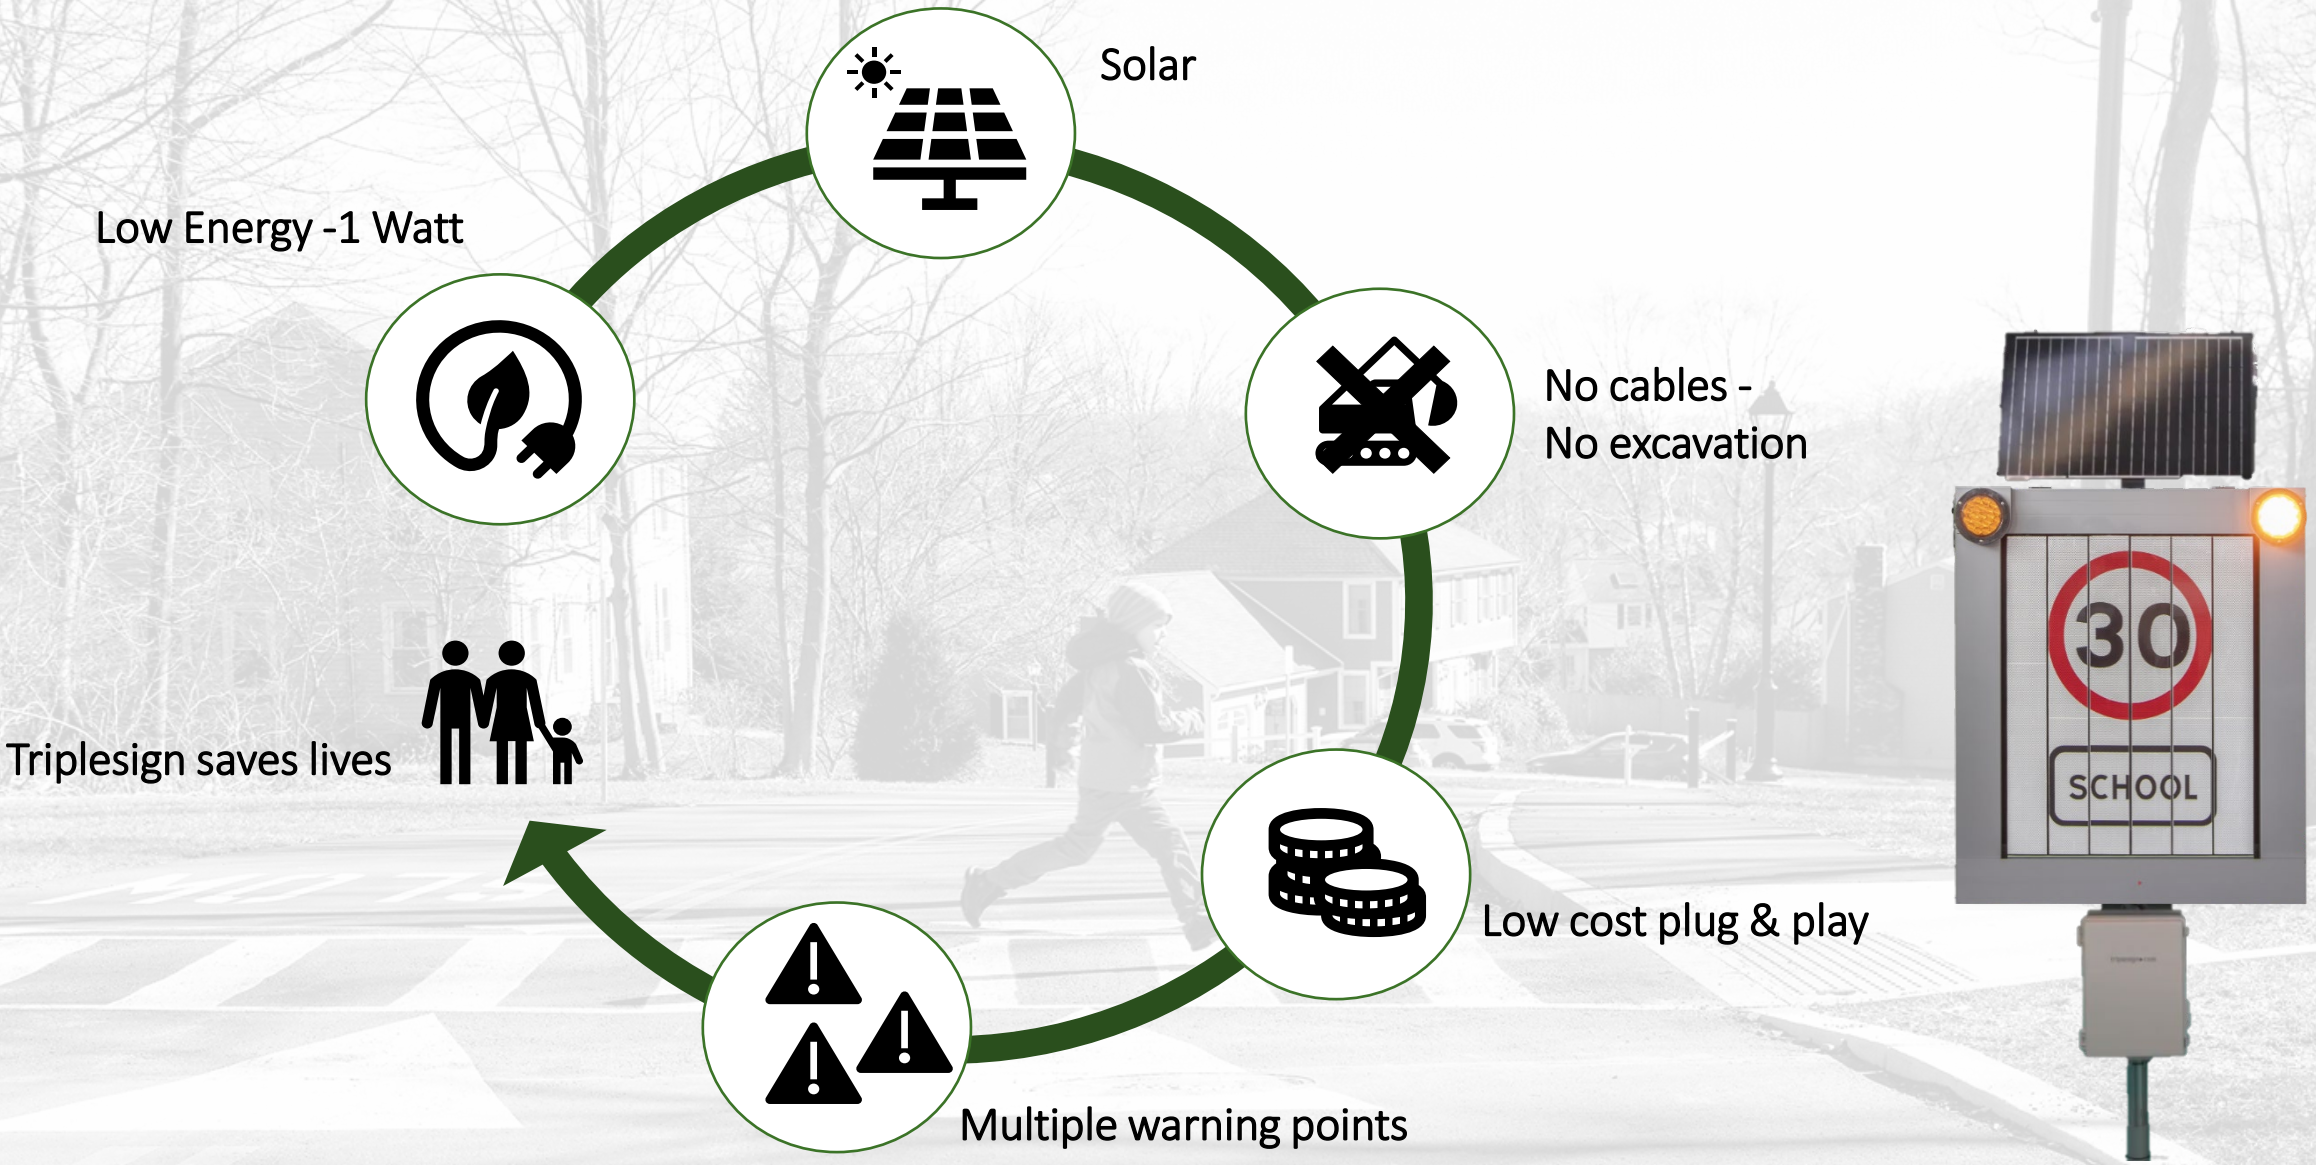 Solar
Low Energy -1 Watt
No cables -
No excavation
30
SCHOOL
Triplesign saves lives
Low cost plug & play
Multiple warning points